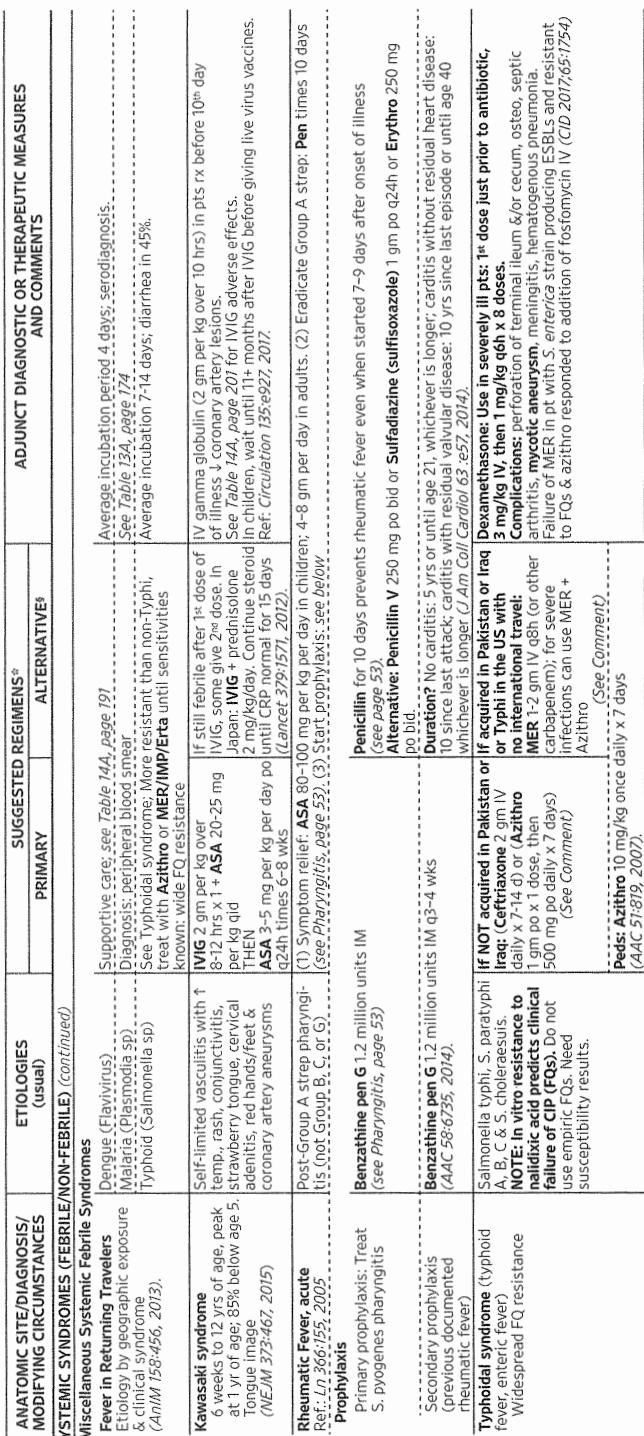 ANATOMIC SITE/DIAGNOSIS/
MODIFYING CIRCUMSTANCES
ETIOLOGIES
(usual)
SUGGESTED REGIMENS*
PRIMARY
ALTERNATIVE§
ADJUNCT DIAGNOSTIC OR THERAPEUTIC MEASURES
AND COMMENTS
YSTEMIC SYNDROMES (FEBRILE/NON-FEBRILE) (continued)
Miscellaneous Systemic Febrile Syndromes
Fever in Returning Travelers
Etiology by geographic exposure
& clinical syndrome
(AnIM 158:456, 2013).
Dengue (Flavivirus)
Supportive care; see Table 14A, page 191
Average incubation period 4 days; serodiagnosis.
Malaria (Plasmodia sp)
Diagnosis: peripheral blood smear
See Table 13A, page 174
Typhoid (Salmonella sp)
See Typhoidal syndrome; More resistant than non-Typhi,
treat with Azithro or MER/IMP/Erta until sensitivities
known: wide FQ resistance
Average incubation 7-14 days; diarrhea in 45%.
Kawasaki syndrome
6 weeks to 12 yrs of age, peak
at 1 yr of age; 85% below age 5.
Tongue image
(NEJM 373:467, 2015)
Self-limited vasculitis with ↑
temp., rash, conjunctivitis,
strawberry tongue, cervical
adenitis, red hands/feet &
coronary artery aneurysms
IVIG 2 gm per kg over
8-12 hrs x 1 + ASA 20-25 mg
per kg qid
THEN
ASA 3-5 mg per kg per day po
q24h times 6-8 wks
If still febrile after 1st dose of
IVIG, some give 2nd dose. In
Japan: IVIG + prednisolone
2 mg/kg/day. Continue steroid
until CRP normal for 15 days
(Lancet 379:1571, 2012).
IV gamma globulin (2 gm per kg over 10 hrs) in pts rx before 10th day
of illness ↓ coronary artery lesions.
See Table 14A, page 201 for IVIG adverse effects.
In children, wait until 11+ months after IVIG before giving live virus vaccines.
Ref: Circulation 135:e927, 2017.
Rheumatic Fever, acute
Ref.: Ln 366:155, 2005
Post-Group A strep pharyngi-
tis (not Group B, C, or G)
(1) Symptom relief: ASA 80-100 mg per kg per day in children; 4-8 gm per day in adults. (2) Eradicate Group A strep: Pen times 10 days
(see Pharyngitis, page 53). (3) Start prophylaxis: see below
Prophylaxis
Primary prophylaxis: Treat
S. pyogenes pharyngitis
Benzathine pen G 1.2 million units IM
(see Pharyngitis, page 53)
Penicillin for 10 days prevents rheumatic fever even when started 7-9 days after onset of illness
(see page 53).
Alternative: Penicillin V 250 mg po bid or Sulfadiazine (sulfisoxazole) 1 gm po q24h or Erythro 250 mg
po bid.
Secondary prophylaxis
(previous documented
rheumatic fever)
Benzathine pen G 1.2 million units IM q3-4 wks
(AAC 58:6735, 2014).
Duration? No carditis: 5 yrs or until age 21, whichever is longer; carditis without residual heart disease:
10 since last attack; carditis with residual valvular disease: 10 yrs since last episode or until age 40
whichever is longer (J Am Coll Cardiol 63 :e57, 2014).
Typhoidal syndrome (typhoid
fever, enteric fever)
Widespread FQ resistance
Salmonella typhi, S. paratyphi
A, B, C & S. choleraesuis.
NOTE: In vitro resistance to
nalidixic acid predicts clinical
failure of CIP (FQs). Do not
use empiric FQs. Need
susceptibility results.
If NOT acquired in Pakistan or
Iraq: (Ceftriaxone 2 gm IV
daily x 7-14 d) or (Azithro
1 gm po x 1 dose, then
500 mg po daily x 7 days)
(See Comment)
If acquired in Pakistan or Iraq
or Typhi in the US with
no international travel:
MER 1-2 gm IV q8h (or other
carbapenem); for severe
infections can use MER +
Azithro
(See Comment)
Peds: Azithro 10 mg/kg once daily x 7 days
(AAC 51:819, 2007).
Dexamethasone: Use in severely ill pts: 1st dose just prior to antibiotic,
3 mg/kg IV, then 1 mg/kg q6h x 8 doses.
Complications: perforation of terminal ileum &/or cecum, osteo, septic
arthritis, mycotic aneurysm, meningitis, hematogenous pneumonia.
Failure of MER in pt with S. enterica strain producing ESBLs and resistant
to FQs & azithro responded to addition of fosfomycin IV (CID 2017;65:1754)